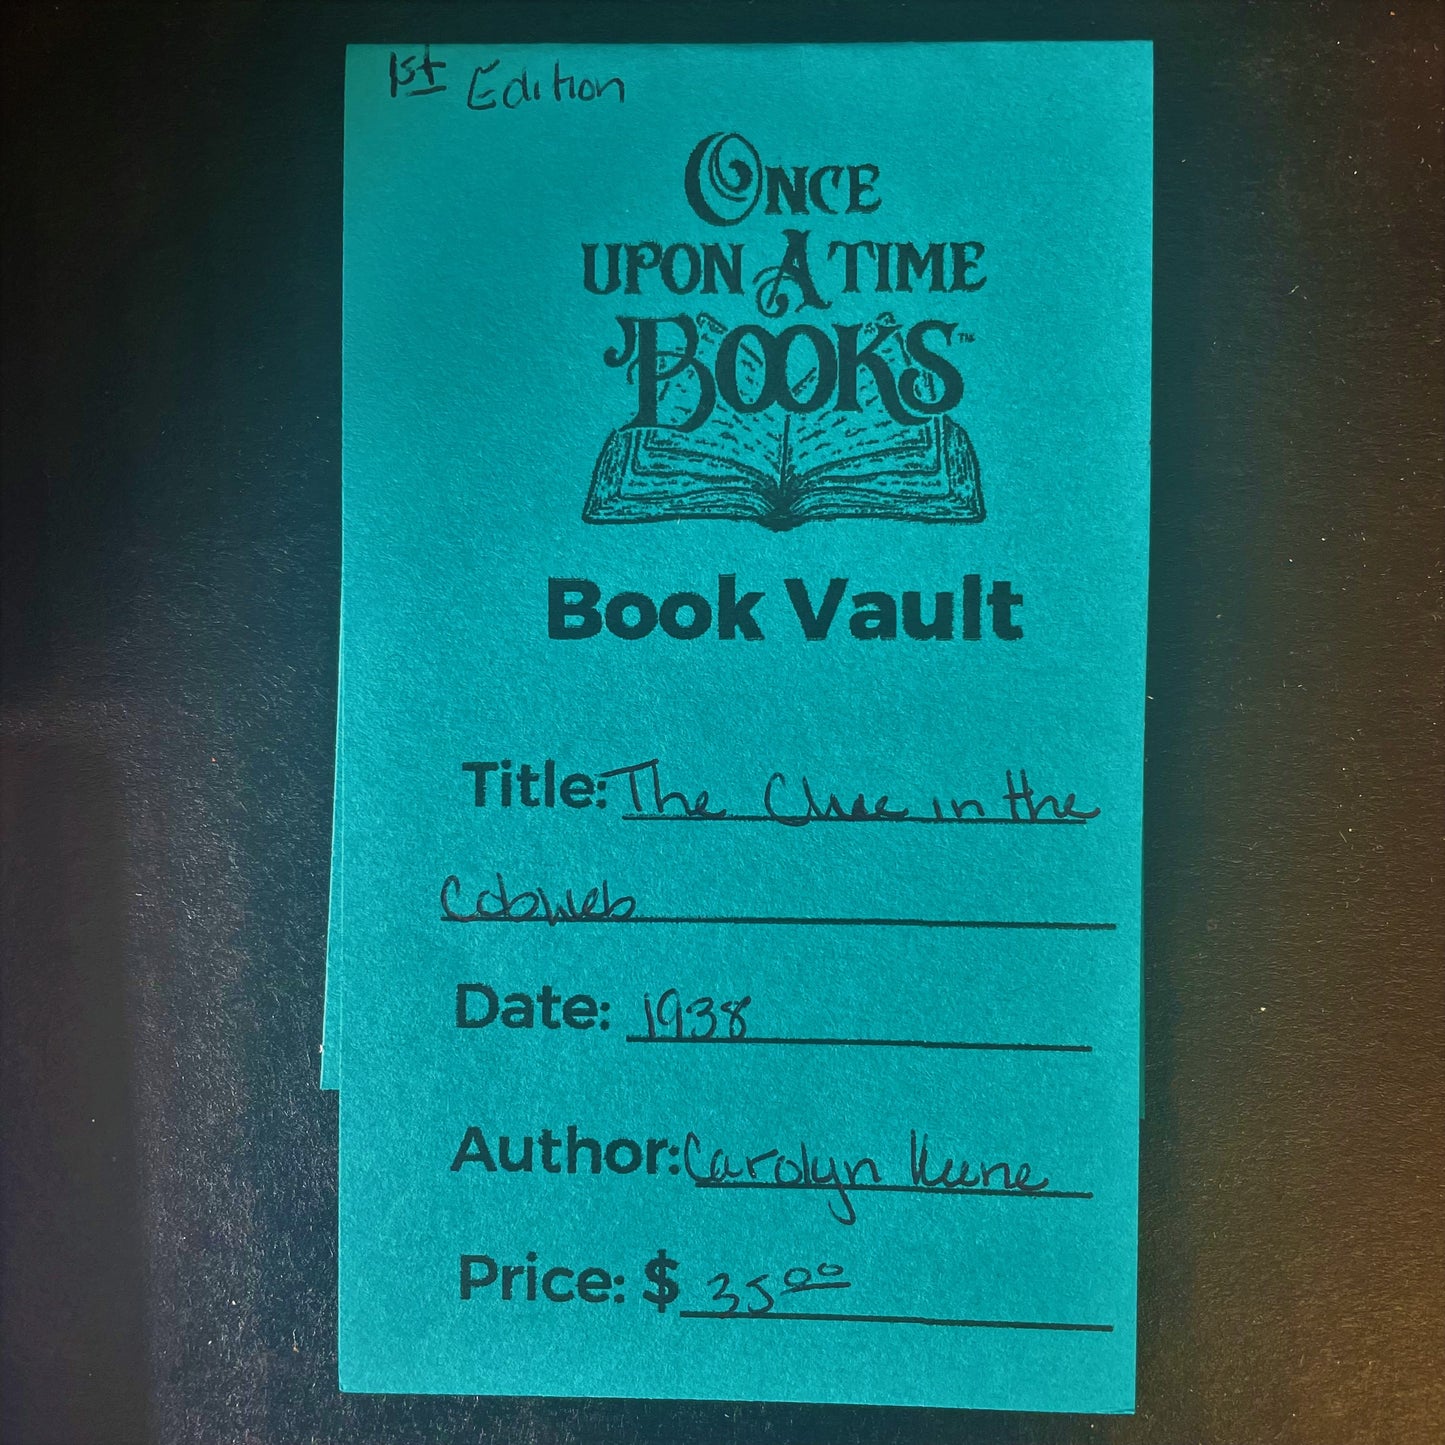 1st Edition
ONCE
UPON A TIME
BOOKS™
Book Vault
Title: The Clue in the
Cobweb
Date: 1938
Author: Carolyn Keene
Price: $ 35.00